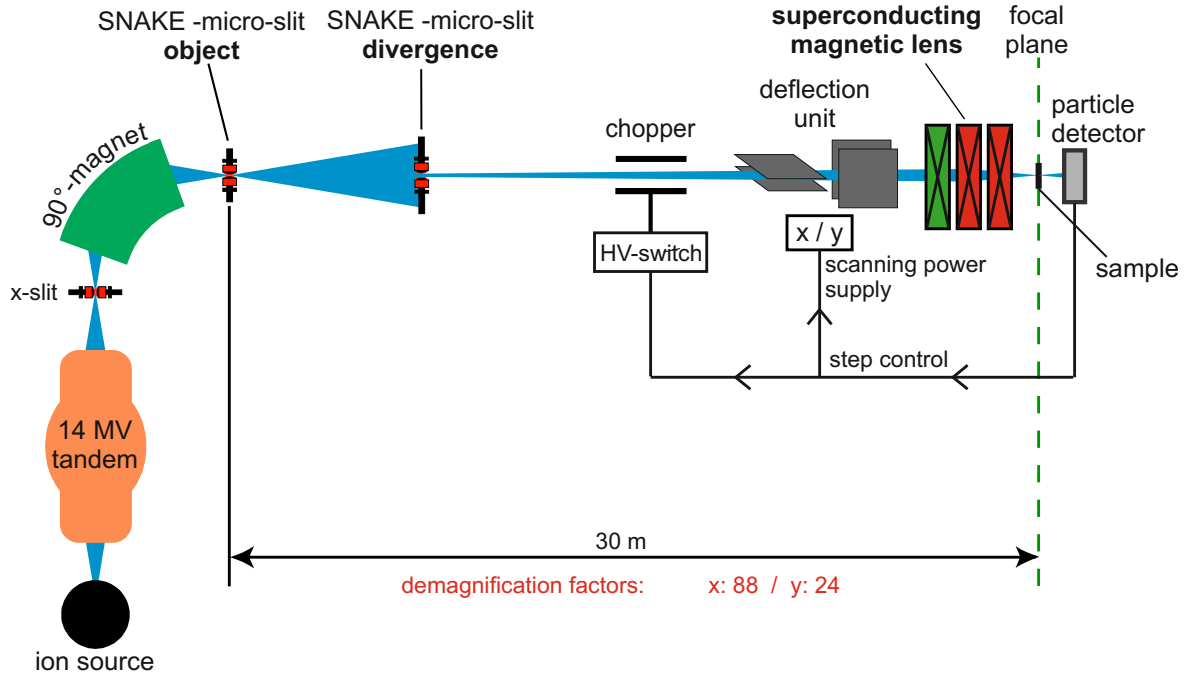 SNAKE -micro-slit
object
SNAKE -micro-slit
divergence
superconducting
magnetic lens
focal
plane
90°-magnet
chopper
deflection
unit
particle
detector
x-slit
HV-switch
x / y
scanning power
supply
sample
step control
14 MV
tandem
30 m
demagnification factors: x: 88 / y: 24
ion source